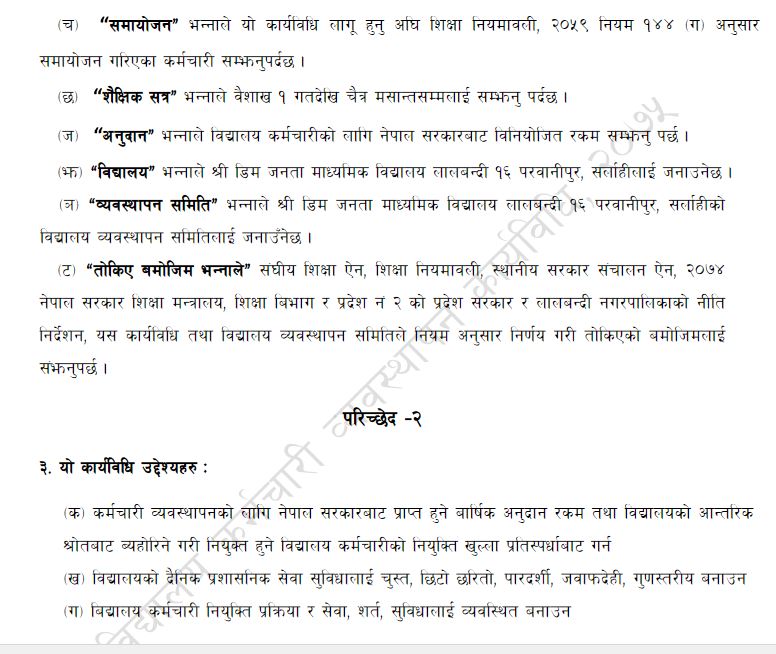 (च) “समायोजन” भन्नाले यो कार्यविधि लागू हुनु अघि शिक्षा नियमावली, २०५९ नियम १४४ (ग) अनुसार
समायोजन गरिएका कर्मचारी सम्झनुपर्दछ ।
(छ) “शैक्षिक सत्र” भन्नाले वैशाख १ गतदेखि चैत्र मसान्तसम्मलाई सम्झनु पर्दछ ।
(ज) “अनुदान” भन्नाले विद्यालय कर्मचारीको लागि नेपाल सरकारबाट विनियोजित रकम सम्झनु पर्छ ।
(झ) “विद्यालय” भन्नाले श्री डिम जनता माध्यमिक विद्यालय लालबन्दी १६ परवानीपुर, सर्लाहीलाई जनाउनेछ ।
(ञ) “व्यवस्थापन समिति” भन्नाले श्री डिम जनता माध्यमिक विद्यालय लालबन्दी १६ परवानीपुर, सर्लाहीको
विद्यालय व्यवस्थापन समितिलाई जनाउँनेछ ।
(ट) “तोकिए बमोजिम भन्नाले” संघीय शिक्षा ऐन, शिक्षा नियमावली, स्थानीय सरकार संचालन ऐन, २०७४
नेपाल सरकार शिक्षा मन्त्रालय, शिक्षा बिभाग र प्रदेश नं २ को प्रदेश सरकार र लालबन्दी नगरपालिकाको नीति
निर्देशन, यस कार्यविधि तथा विद्यालय व्यवस्थापन समितिले नियम अनुसार निर्णय गरी तोकिएको बमोजिमलाई
संझनुपर्छ ।
परिच्छेद -२
३. यो कार्यविधि उद्देश्यहरु :
(क) कर्मचारी व्यवस्थापनको लागि नेपाल सरकारबाट प्राप्त हुने बार्षिक अनुदान रकम तथा विद्यालयको आन्तरिक
श्रोतबाट ब्यहोरिने गरी नियुक्त हुने विद्यालय कर्मचारीको नियुक्ति खुल्ला प्रतिस्पर्धाबाट गर्न
(ख) विद्यालयको दैनिक प्रशासनिक सेवा सुविधालाई चुस्त, छिटो छरितो, पारदर्शी, जवाफदेही, गुणस्तरीय बनाउन
(ग) बिद्यालय कर्मचारी नियुक्ति प्रक्रिया र सेवा, शर्त, सुविधालाई व्यवस्थित बनाउन
विद्यालय कर्मचारी व्यवस्थापन कार्यविधि, २०७५